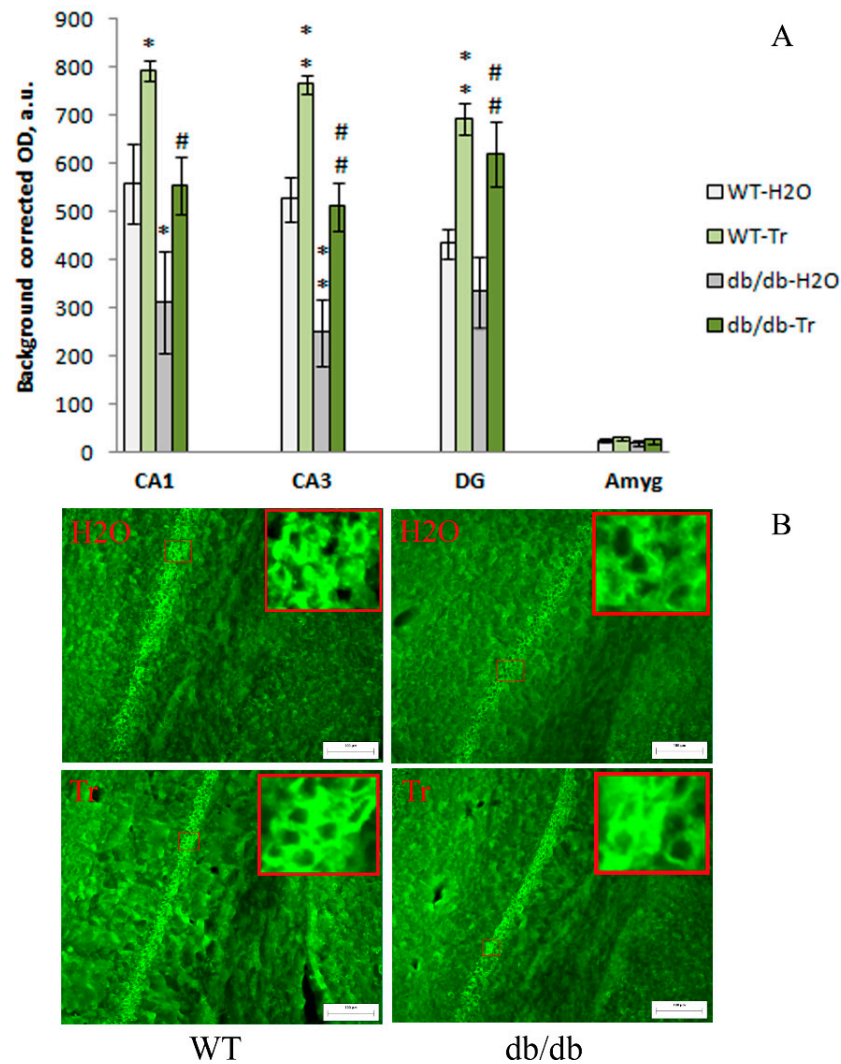 A
Background corrected OD, a.u.
900
800
700
600
500
400
300
200
100
0
*
*
#
*
*
*
*
#
#
*
*
#
#
CA1 CA3 DG Amyg
WT-H2O
WT-Tr
db/db-H2O
db/db-Tr
B
H2O H2O
Tr Tr
WT db/db